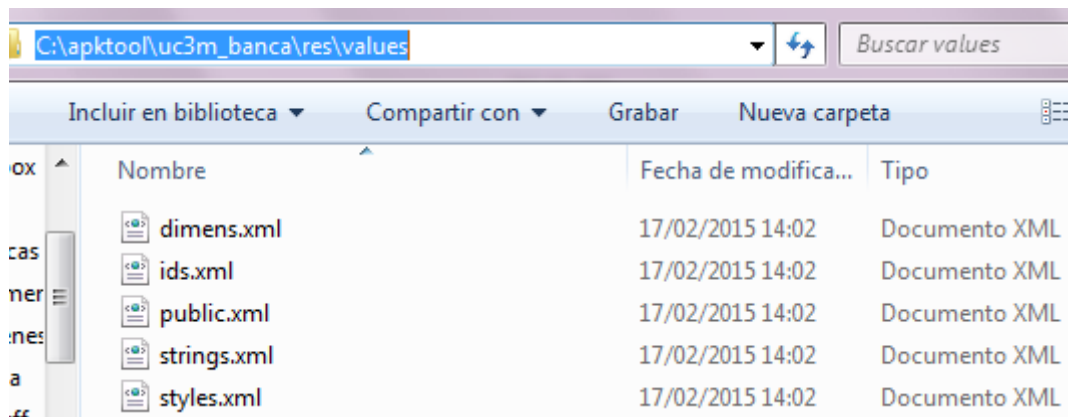 C:\apktool\uc3m_banca\res\values Buscar values
Incluir en biblioteca Compartir con Grabar Nueva carpeta
Nombre Fecha de modifica... Tipo
dimens.xml 17/02/2015 14:02 Documento XML
ids.xml 17/02/2015 14:02 Documento XML
public.xml 17/02/2015 14:02 Documento XML
strings.xml 17/02/2015 14:02 Documento XML
styles.xml 17/02/2015 14:02 Documento XML